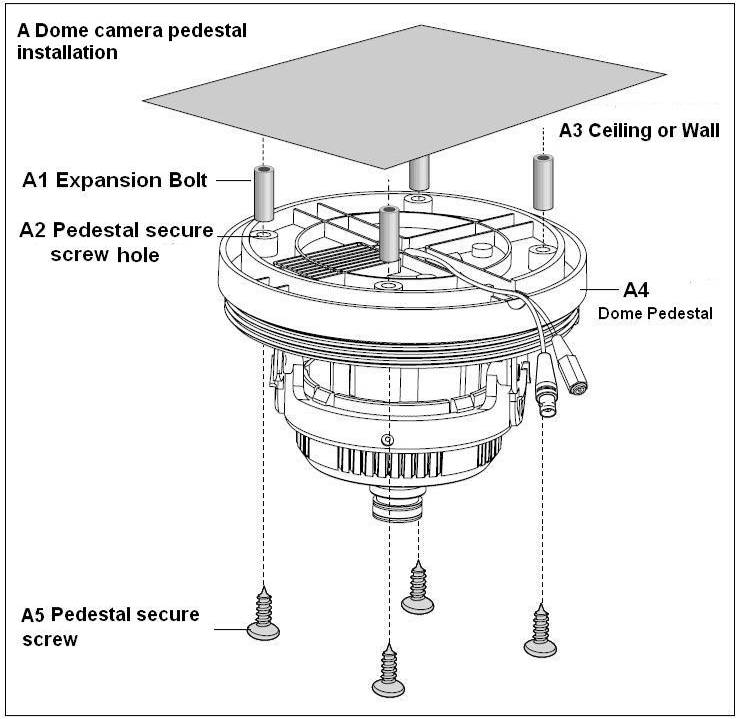 A Dome camera pedestal
installation
A3 Ceiling or Wall
A1 Expansion Bolt
A2 Pedestal secure
screw hole
A4
Dome Pedestal
A5 Pedestal secure
screw